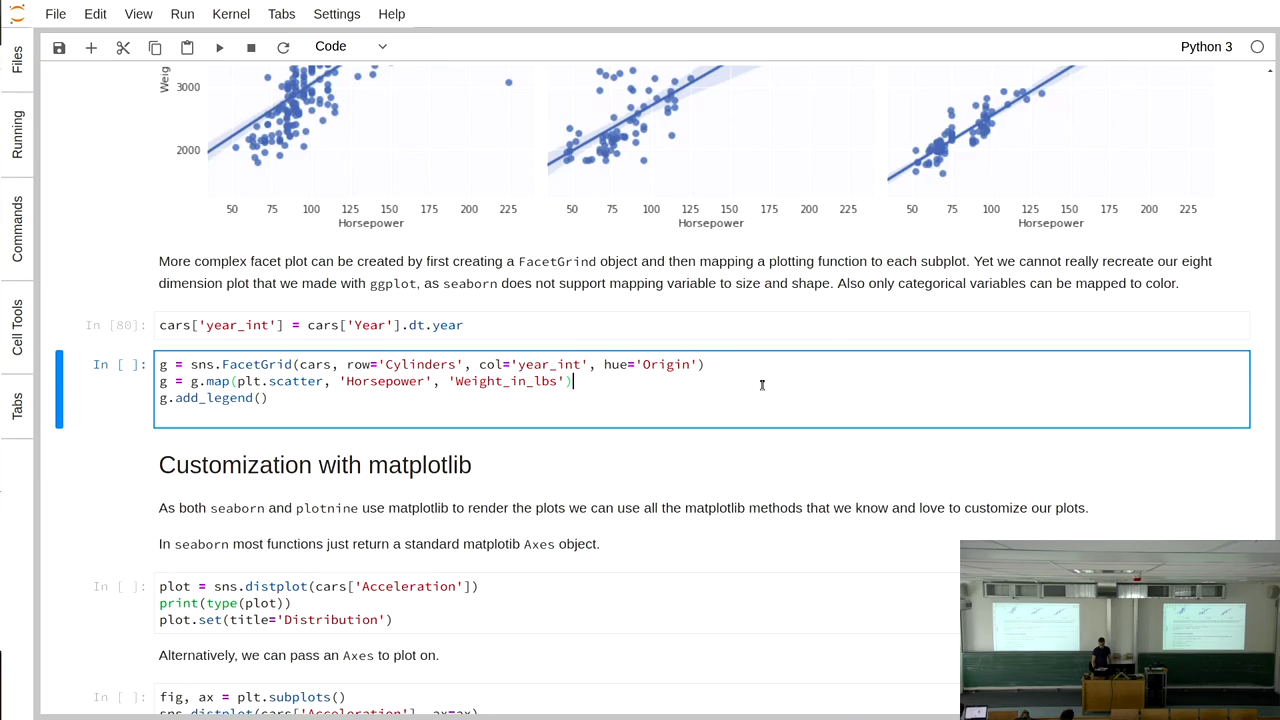 File Edit View Run Kernel Tabs Settings Help
Code
Python 3
Files
Running
Commands
Cell Tools
Tabs
Weig
3000
2000
50 75 100 125 150 175 200 225
50 75 100 125 150 175 200 225
50 75 100 125 150 175 200 225
Horsepower
Horsepower
Horsepower
More complex facet plot can be created by first creating a FacetGrind object and then mapping a plotting function to each subplot. Yet we cannot really recreate our eight
dimension plot that we made with ggplot, as seaborn does not support mapping variable to size and shape. Also only categorical variables can be mapped to color.
In [80]: cars['year_int'] = cars['Year'].dt.year
In [ ]: g = sns.FacetGrid(cars, row='Cylinders', col='year_int', hue='Origin')
g = g.map(plt.scatter, 'Horsepower', 'Weight_in_lbs')
g.add_legend()
Customization with matplotlib
As both seaborn and plotnine use matplotlib to render the plots we can use all the matplotlib methods that we know and love to customize our plots.
In seaborn most functions just return a standard matplotib Axes object.
In [ ]: plot = sns.distplot(cars['Acceleration'])
print(type(plot))
plot.set(title='Distribution')
Alternatively, we can pass an Axes to plot on.
In [ ]: fig, ax = plt.subplots()
sns.distplot(cars['Acceleration'], ax=ax)